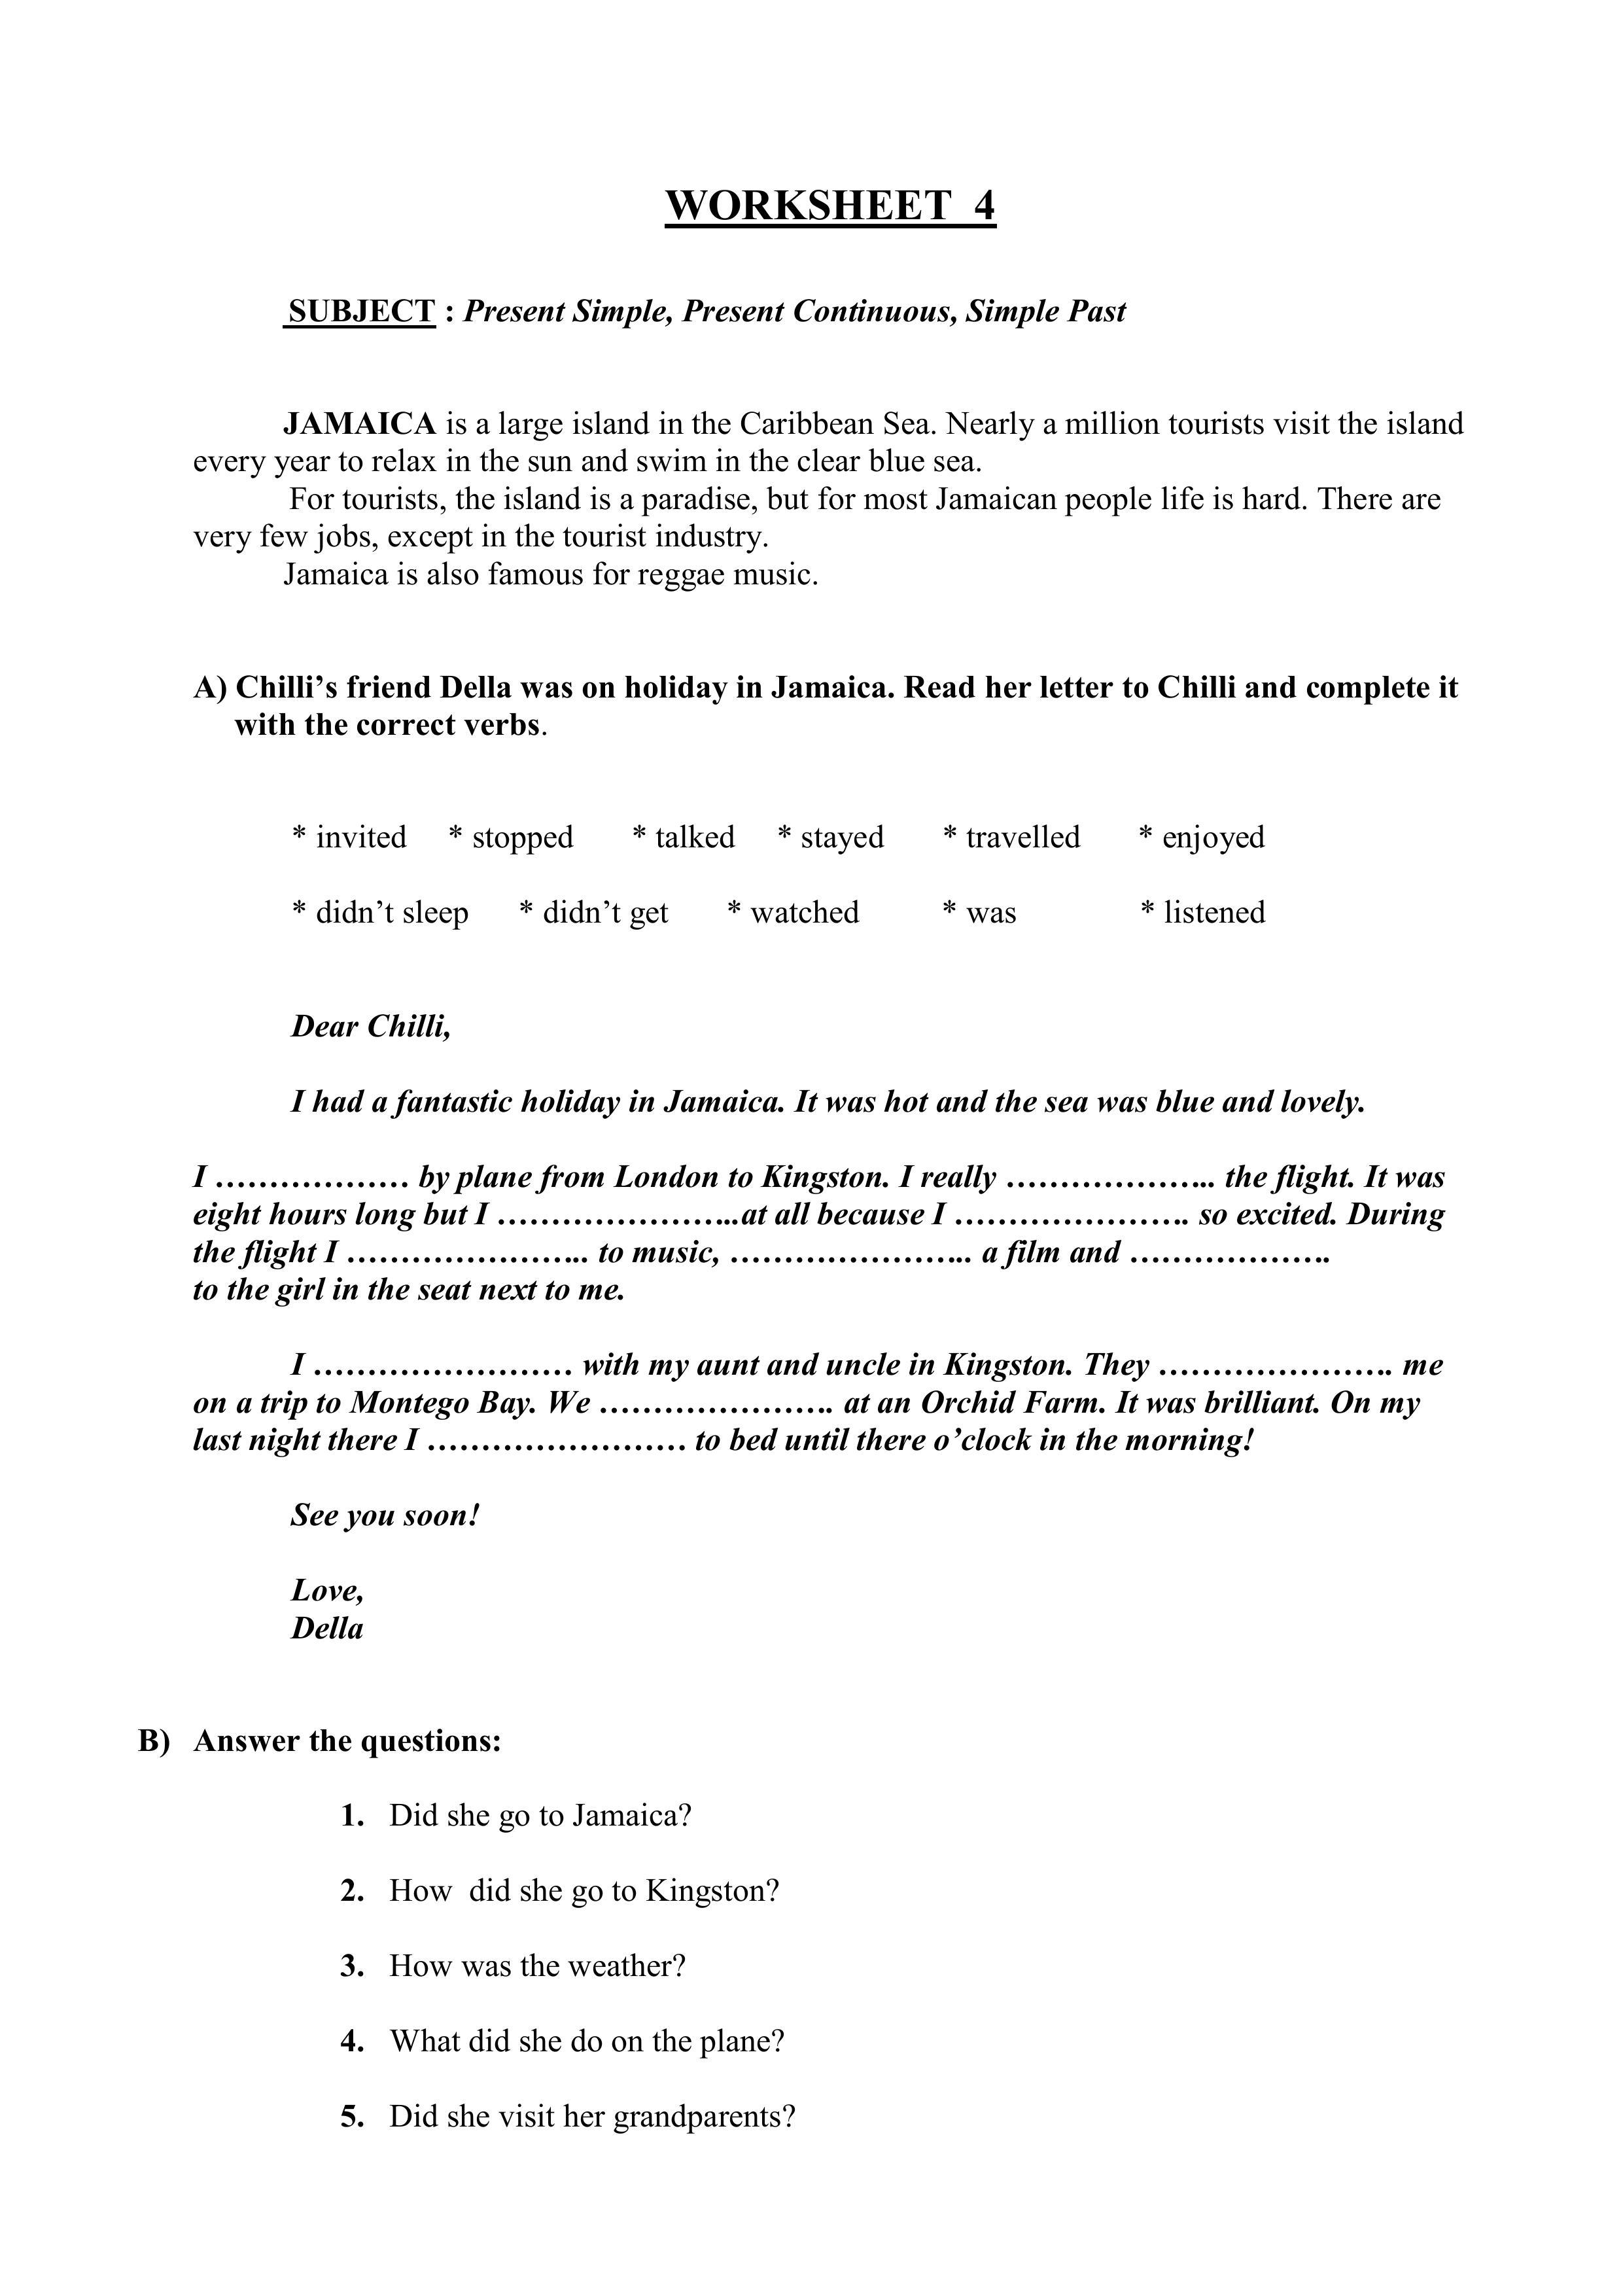 WORKSHEET 4
SUBJECT : Present Simple, Present Continuous, Simple Past
JAMAICA is a large island in the Caribbean Sea. Nearly a million tourists visit the island
every year to relax in the sun and swim in the clear blue sea.
For tourists, the island is a paradise, but for most Jamaican people life is hard. There are
very few jobs, except in the tourist industry.
Jamaica is also famous for reggae music.
A) Chilli’s friend Della was on holiday in Jamaica. Read her letter to Chilli and complete it
with the correct verbs.
* invited * stopped * talked * stayed * travelled * enjoyed
* didn’t sleep * didn’t get * watched * was * listened
Dear Chilli,
I had a fantastic holiday in Jamaica. It was hot and the sea was blue and lovely.
I ……………… by plane from London to Kingston. I really ……………….. the flight. It was
eight hours long but I …………………..at all because I …………………. so excited. During
the flight I ………………….. to music, ………………….. a film and ……………….
to the girl in the seat next to me.
I …………………… with my aunt and uncle in Kingston. They …………………. me
on a trip to Montego Bay. We …………………. at an Orchid Farm. It was brilliant. On my
last night there I …………………… to bed until there o’clock in the morning!
See you soon!
Love,
Della
B) Answer the questions:
1. Did she go to Jamaica?
2. How did she go to Kingston?
3. How was the weather?
4. What did she do on the plane?
5. Did she visit her grandparents?